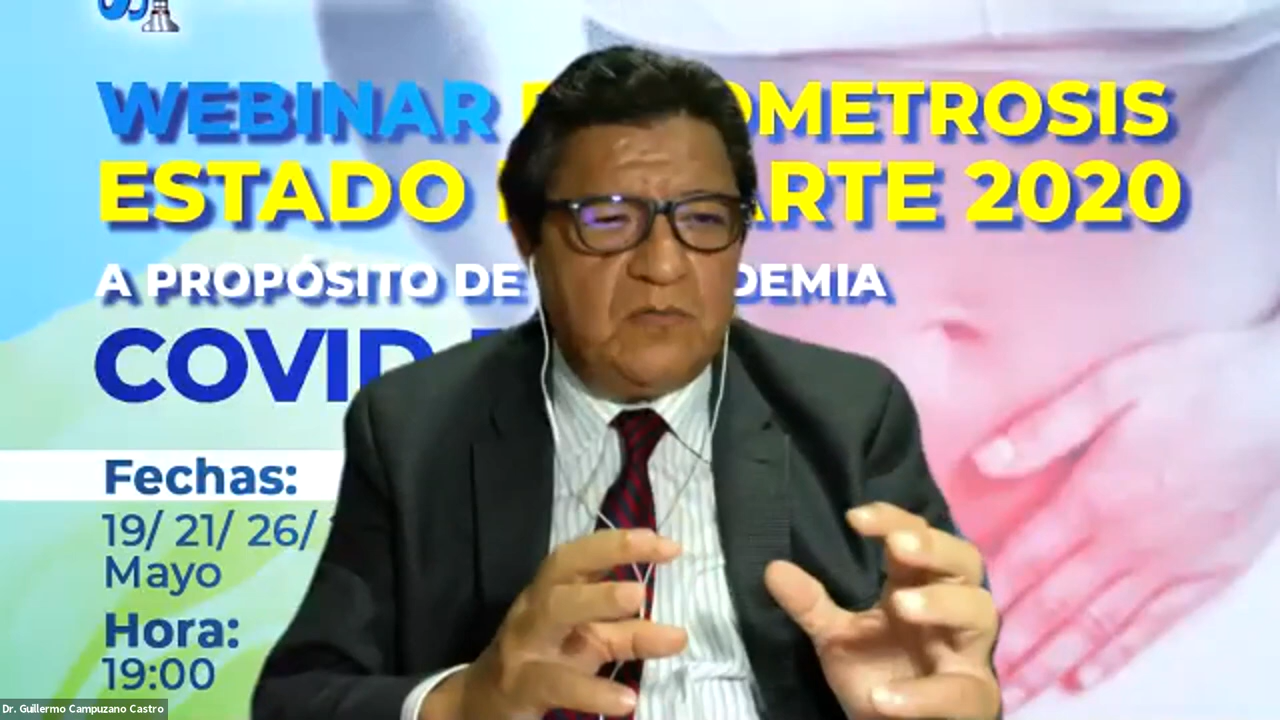 WEBINAR OMETROSIS
ESTADO ARTE 2020
A PROPÓSITO DE DEMIA
COVID
Fechas:
19/ 21/ 26/
Mayo
Hora:
19:00
Dr. Guillermo Campuzano Castro